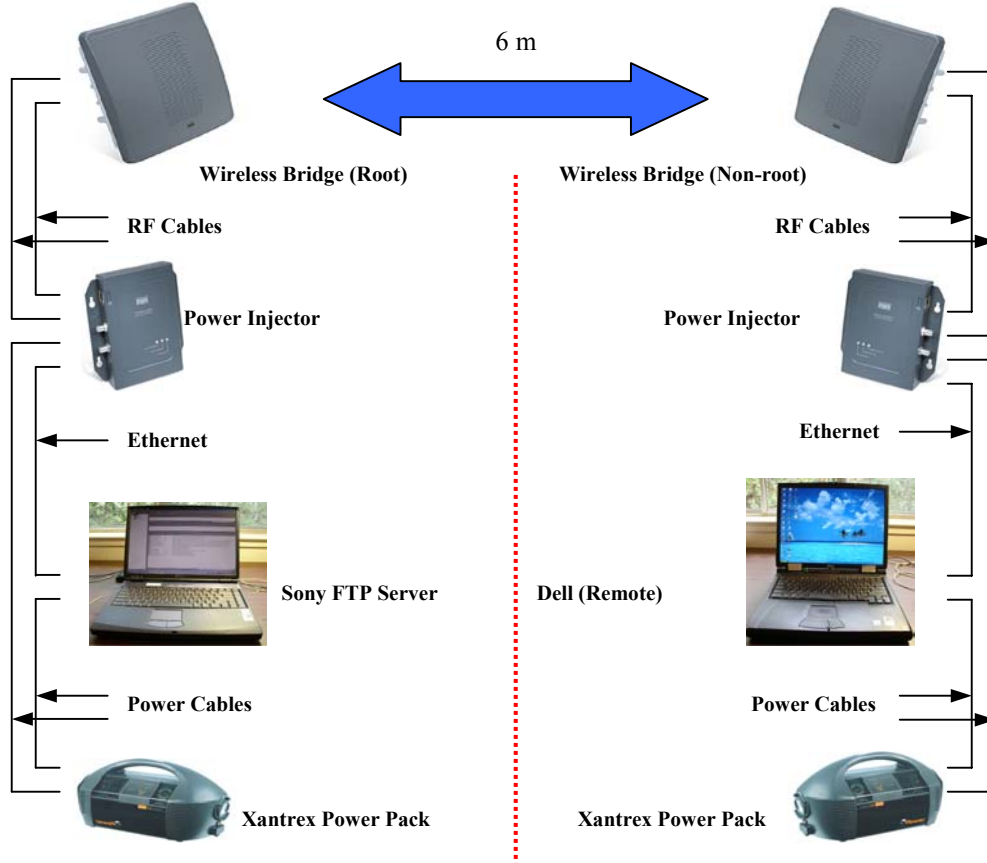 6 m
Wireless Bridge (Root)
Wireless Bridge (Non-root)
RF Cables
RF Cables
Power Injector
Power Injector
Ethernet
Ethernet
Sony FTP Server
Dell (Remote)
Power Cables
Power Cables
Xantrex Power Pack
Xantrex Power Pack